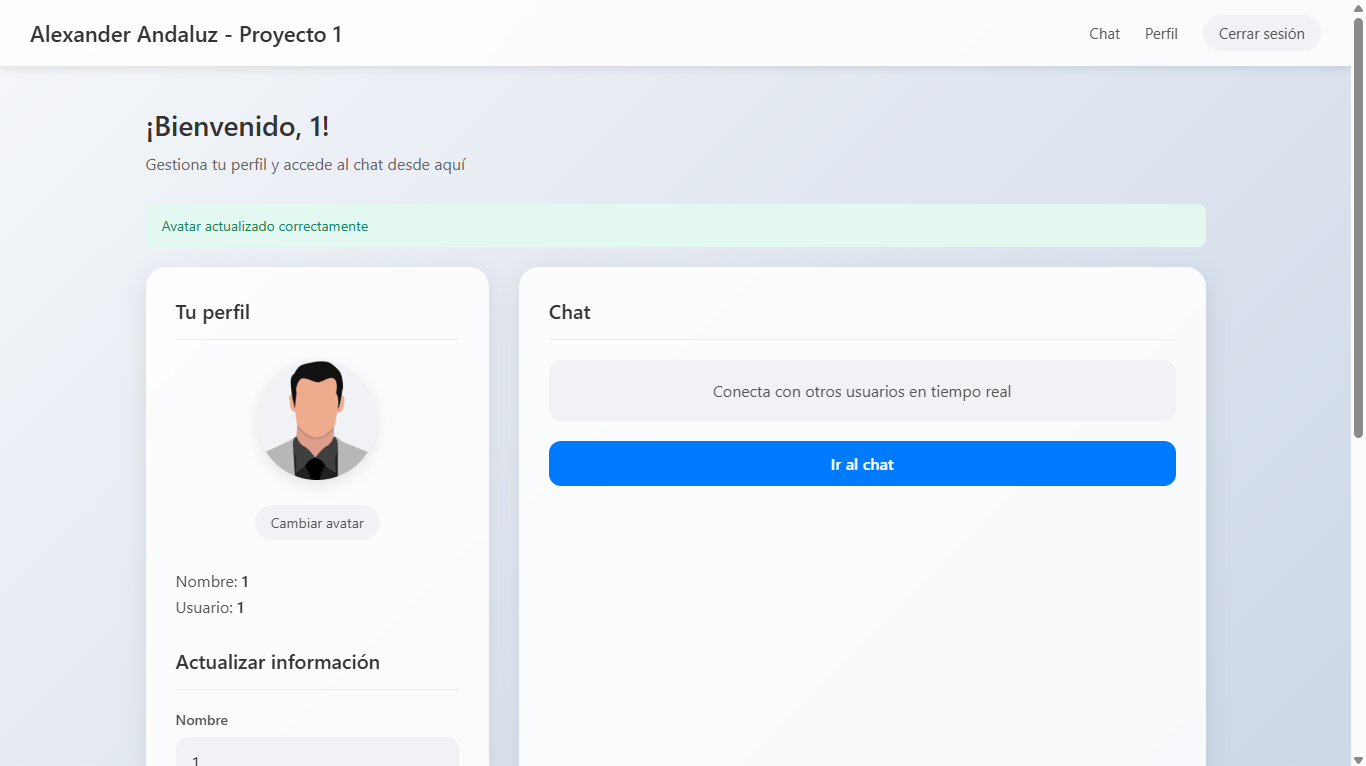 Alexander Andaluz - Proyecto 1
Chat
Perfil
Cerrar sesión
¡Bienvenido, 1!
Gestiona tu perfil y accede al chat desde aquí
Avatar actualizado correctamente
Tu perfil
Cambiar avatar
Nombre: 1
Usuario: 1
Actualizar información
Nombre
1
Chat
Conecta con otros usuarios en tiempo real
Ir al chat